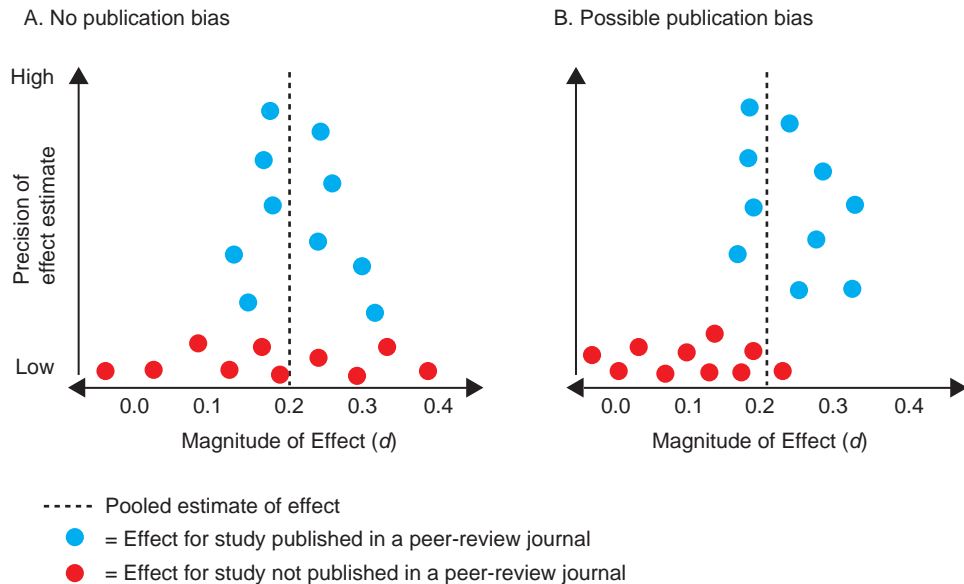 A. No publication bias
B. Possible publication bias
High
Precision of
effect estimate
Low
0.0 0.1 0.2 0.3 0.4
Magnitude of Effect (d)
0.0 0.1 0.2 0.3 0.4
Magnitude of Effect (d)
Pooled estimate of effect
= Effect for study published in a peer-review journal
= Effect for study not published in a peer-review journal